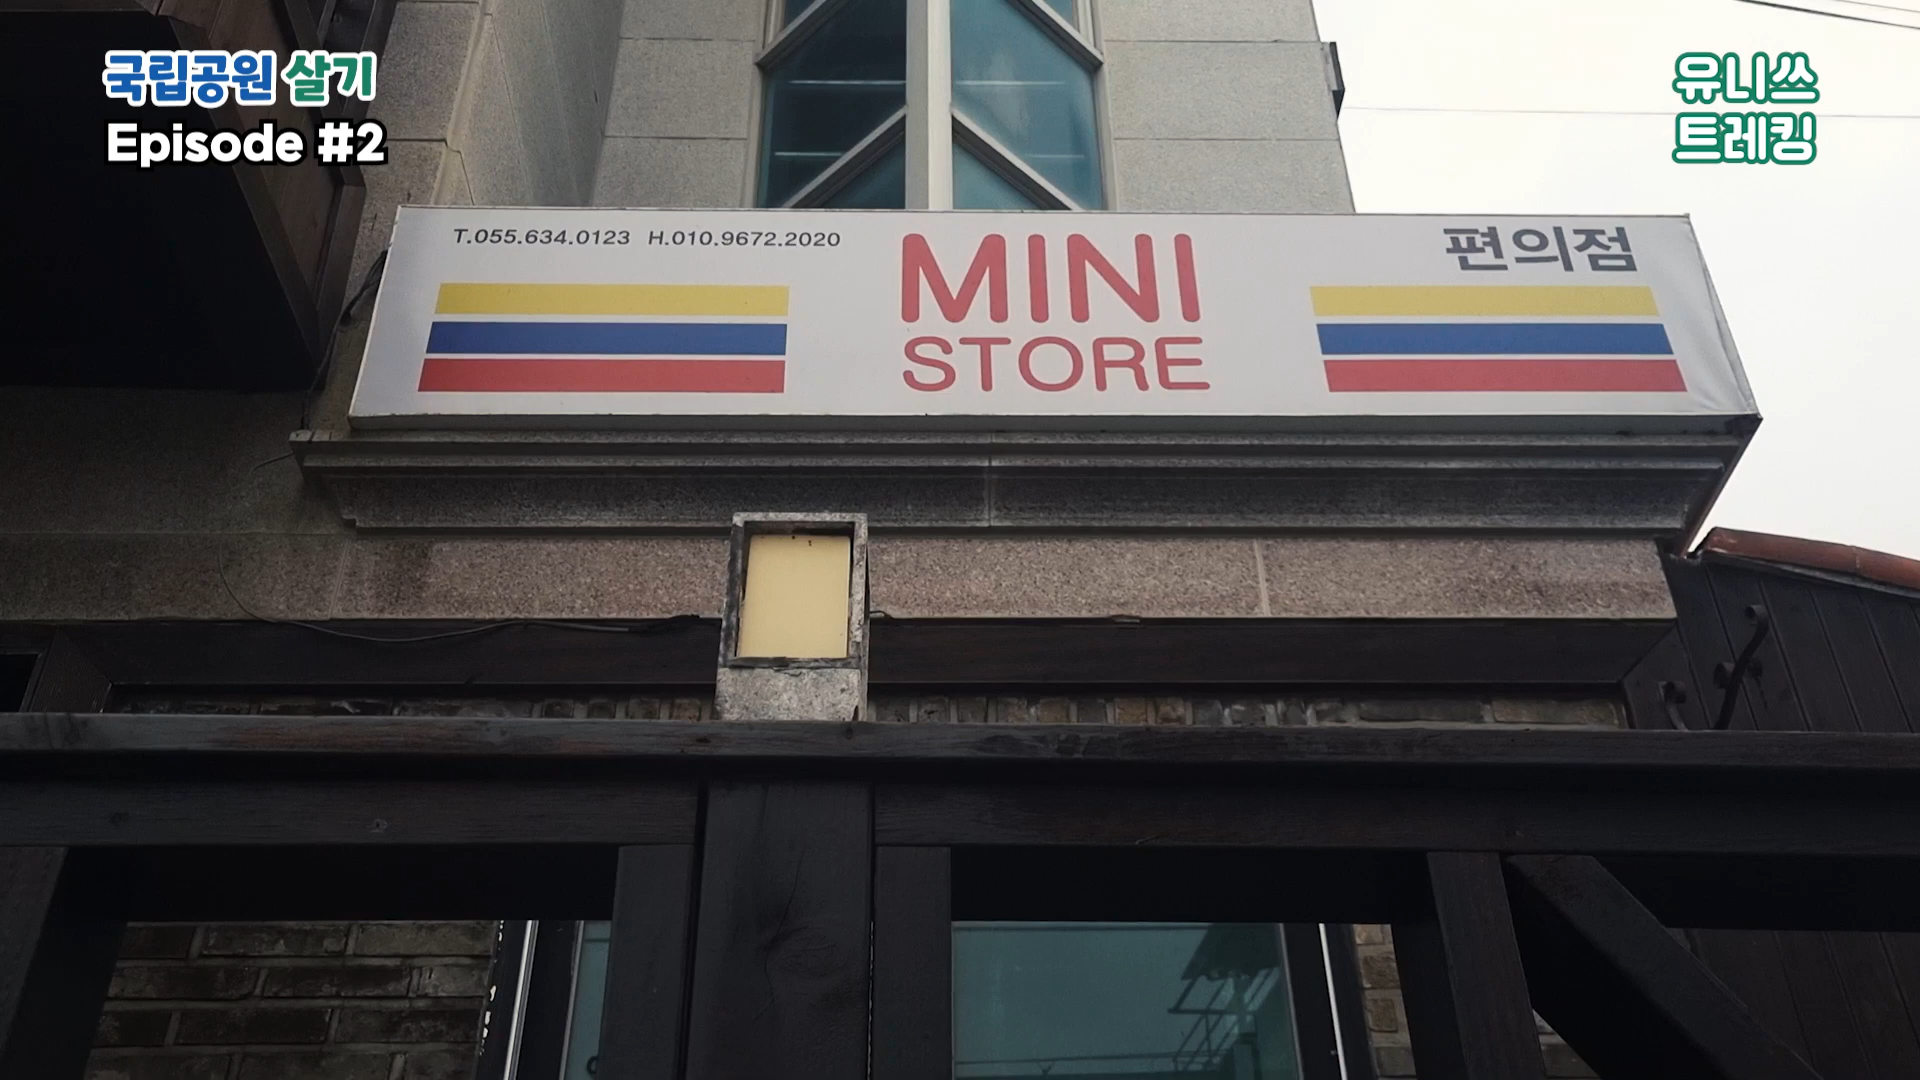 국립공원 살기
Episode #2
유니쓰
트레킹
T.055.634.0123 H.010.9672.2020
편의점
MINI
STORE